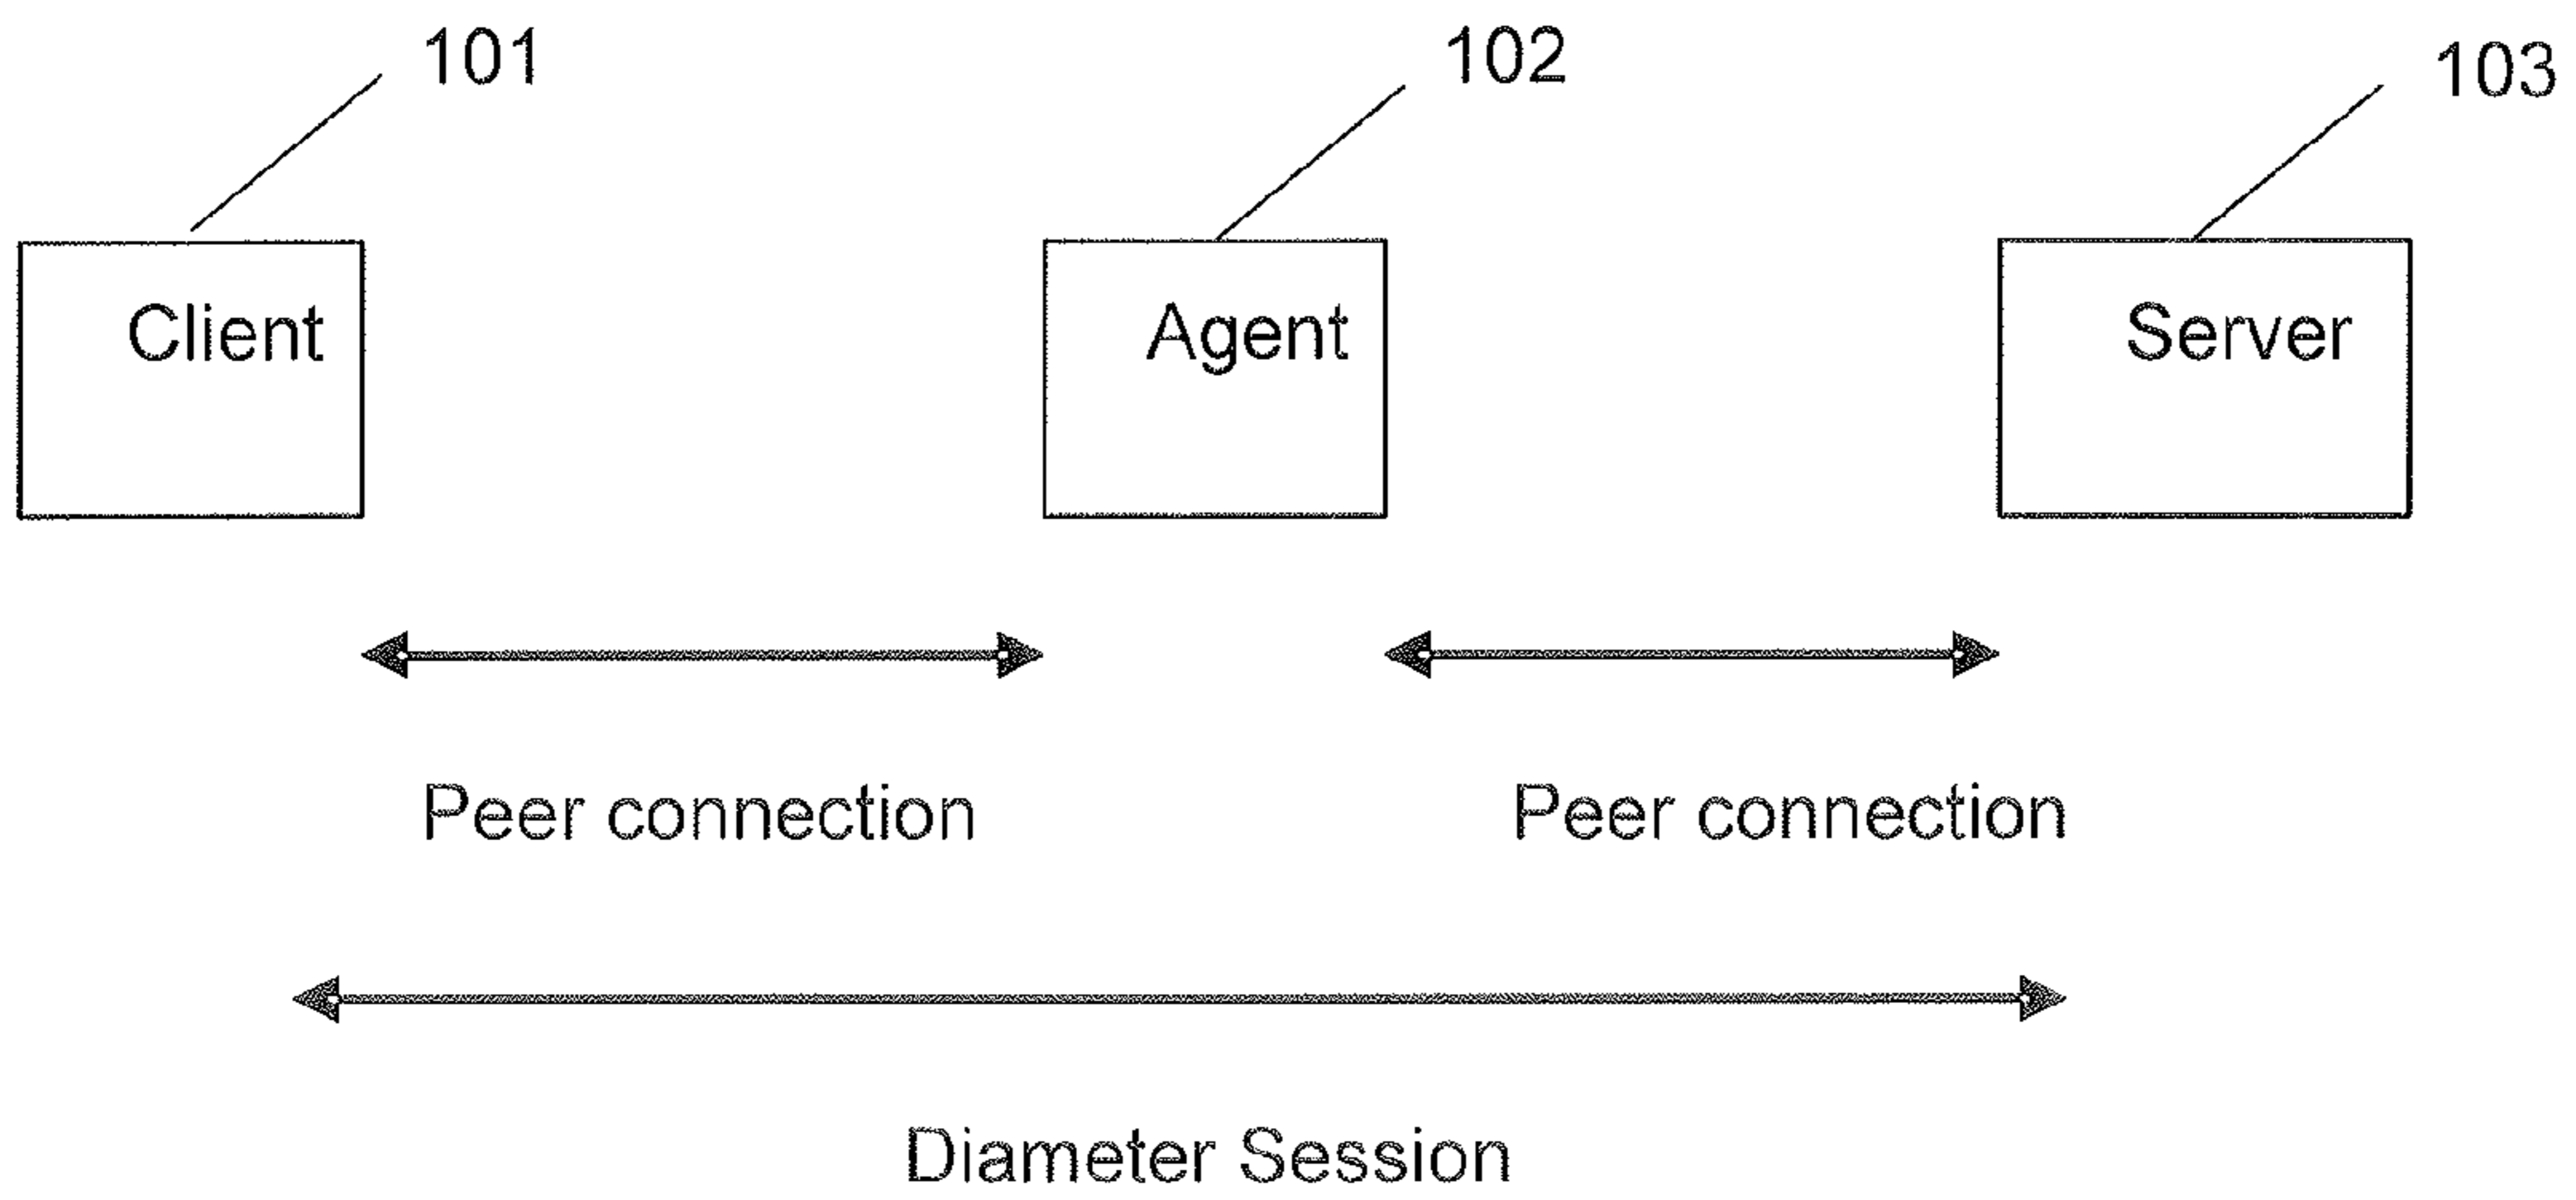 101
102
103
Client
Agent
Server
Peer connection
Peer connection
Diameter Session